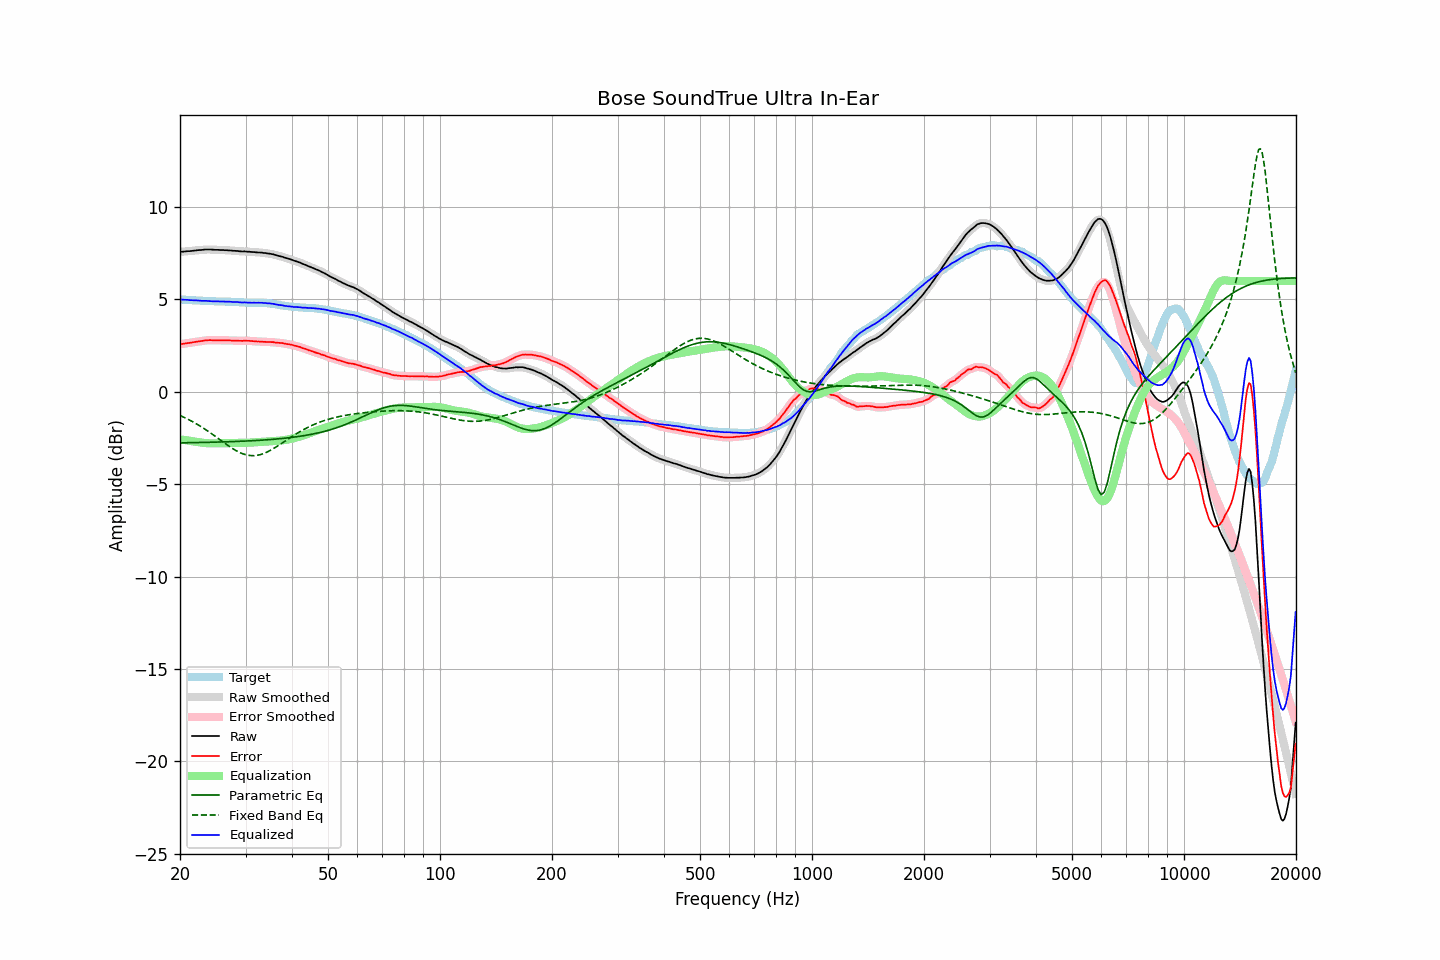 Bose SoundTrue Ultra In-Ear
Amplitude (dBr)
10
5
0
−5
−10
−15
−20
−25
Target
Raw Smoothed
Error Smoothed
Raw
Error
Equalization
Parametric Eq
Fixed Band Eq
Equalized
20 50 100 200 500 1000 2000 5000 10000 20000
Frequency (Hz)